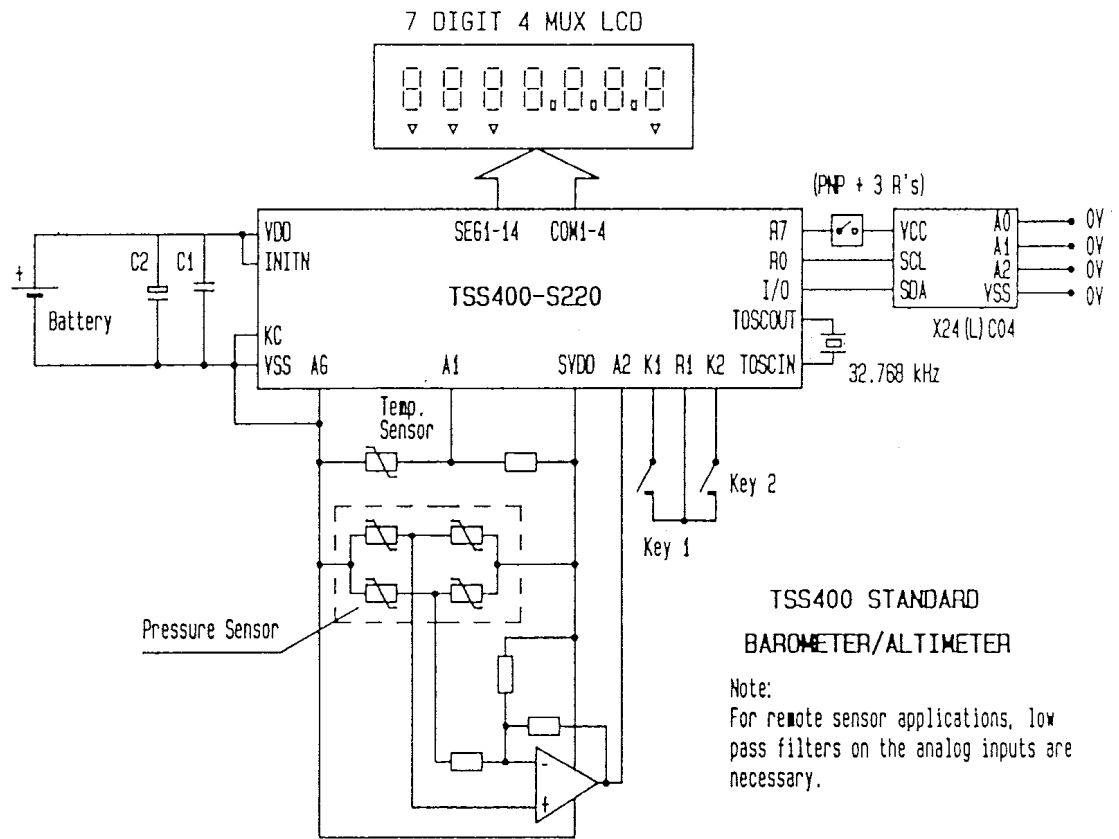 7 DIGIT 4 MUX LCD
(PNP + 3 R's)
VDD
SEG1-14
COM1-4
R7
VCC
A0
0V
INITN
R0
SCL
A1
0V
C2
C1
TSS400-S220
I/O
SDA
A2
0V
+
Battery
VSS
0V
TOSCOUT
X24(L)C04
KC
VSS
A6
A1
SVDD
A2
K1
R1
K2
TOSCIN
32.768 kHz
Temp.
Sensor
Key 2
Key 1
Pressure Sensor
TSS400 STANDARD
BAROMETER/ALTIMETER
Note:
For remote sensor applications, low
pass filters on the analog inputs are
necessary.
-
+